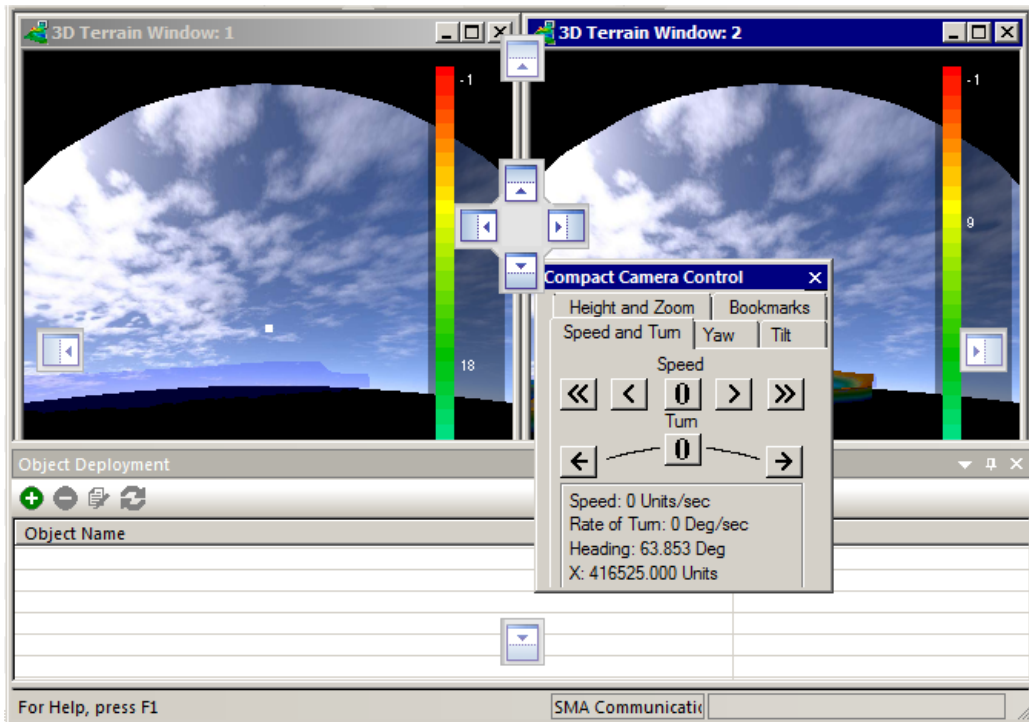 3D Terrain Window: 1
3D Terrain Window: 2
-1
-1
9
18
Compact Camera Control
Height and Zoom
Bookmarks
Speed and Turn
Yaw
Tilt
Speed
0
Turn
0
Speed: 0 Units/sec
Rate of Turn: 0 Deg/sec
Heading: 63.853 Deg
X: 416525.000 Units
Object Deployment
Object Name
For Help, press F1
SMA Communicatic